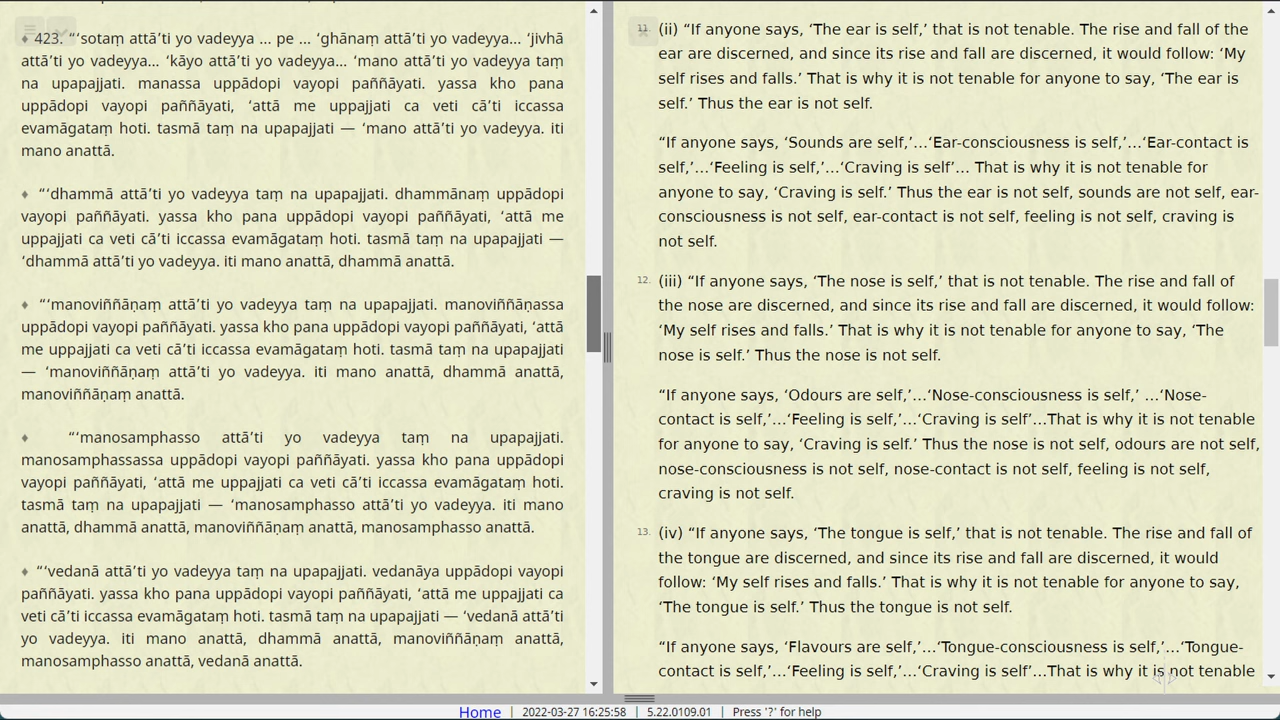 ♦ 423. “‘sotaṃ attā’ti yo vadeyya ... pe ... ‘ghānaṃ attā’ti yo vadeyya... ‘jivhā
attā’ti yo vadeyya... ‘kāyo attā’ti yo vadeyya... ‘mano attā’ti yo vadeyya taṃ
na upapajjati. manassa uppādopi vayopi paññāyati. yassa kho pana
uppādopi vayopi paññāyati, ‘attā me uppajjati ca veti cā’ti iccassa
evamāgataṃ hoti. tasmā taṃ na upapajjati — ‘mano attā’ti yo vadeyya. iti
mano anattā.
♦ “‘dhammā attā’ti yo vadeyya taṃ na upapajjati. dhammānaṃ uppādopi
vayopi paññāyati. yassa kho pana uppādopi vayopi paññāyati, ‘attā me
uppajjati ca veti cā’ti iccassa evamāgataṃ hoti. tasmā taṃ na upapajjati —
‘dhammā attā’ti yo vadeyya. iti mano anattā, dhammā anattā.
♦ “‘manoviññāṇaṃ attā’ti yo vadeyya taṃ na upapajjati. manoviññāṇassa
uppādopi vayopi paññāyati. yassa kho pana uppādopi vayopi paññāyati, ‘attā
me uppajjati ca veti cā’ti iccassa evamāgataṃ hoti. tasmā taṃ na upapajjati
— ‘manoviññāṇaṃ attā’ti yo vadeyya. iti mano anattā, dhammā anattā,
manoviññāṇaṃ anattā.
♦ “‘manosamphasso attā’ti yo vadeyya taṃ na upapajjati.
manosamphassassa uppādopi vayopi paññāyati. yassa kho pana uppādopi
vayopi paññāyati, ‘attā me uppajjati ca veti cā’ti iccassa evamāgataṃ hoti.
tasmā taṃ na upapajjati — ‘manosamphasso attā’ti yo vadeyya. iti mano
anattā, dhammā anattā, manoviññāṇaṃ anattā, manosamphasso anattā.
♦ “‘vedanā attā’ti yo vadeyya taṃ na upapajjati. vedanāya uppādopi vayopi
paññāyati. yassa kho pana uppādopi vayopi paññāyati, ‘attā me uppajjati ca
veti cā’ti iccassa evamāgataṃ hoti. tasmā taṃ na upapajjati — ‘vedanā attā’ti
yo vadeyya. iti mano anattā, dhammā anattā, manoviññāṇaṃ anattā,
manosamphasso anattā, vedanā anattā.
11. (ii) “If anyone says, ‘The ear is self,’ that is not tenable. The rise and fall of the
ear are discerned, and since its rise and fall are discerned, it would follow: ‘My
self rises and falls.’ That is why it is not tenable for anyone to say, ‘The ear is
self.’ Thus the ear is not self.
“If anyone says, ‘Sounds are self,’…‘Ear-consciousness is self,’…‘Ear-contact is
self,’…‘Feeling is self,’…‘Craving is self’… That is why it is not tenable for
anyone to say, ‘Craving is self.’ Thus the ear is not self, sounds are not self, ear-
consciousness is not self, ear-contact is not self, feeling is not self, craving is
not self.
12. (iii) “If anyone says, ‘The nose is self,’ that is not tenable. The rise and fall of
the nose are discerned, and since its rise and fall are discerned, it would follow:
‘My self rises and falls.’ That is why it is not tenable for anyone to say, ‘The
nose is self.’ Thus the nose is not self.
“If anyone says, ‘Odours are self,’…‘Nose-consciousness is self,’ …‘Nose-
contact is self,’…‘Feeling is self,’…‘Craving is self’…That is why it is not tenable
for anyone to say, ‘Craving is self.’ Thus the nose is not self, odours are not self,
nose-consciousness is not self, nose-contact is not self, feeling is not self,
craving is not self.
13. (iv) “If anyone says, ‘The tongue is self,’ that is not tenable. The rise and fall of
the tongue are discerned, and since its rise and fall are discerned, it would
follow: ‘My self rises and falls.’ That is why it is not tenable for anyone to say,
‘The tongue is self.’ Thus the tongue is not self.
“If anyone says, ‘Flavours are self,’…‘Tongue-consciousness is self,’…‘Tongue-
contact is self,’…‘Feeling is self,’…‘Craving is self’…That is why it is not tenable
Home | 2022-03-27 16:25:58 | 5.22.0109.01 | Press '?' for help